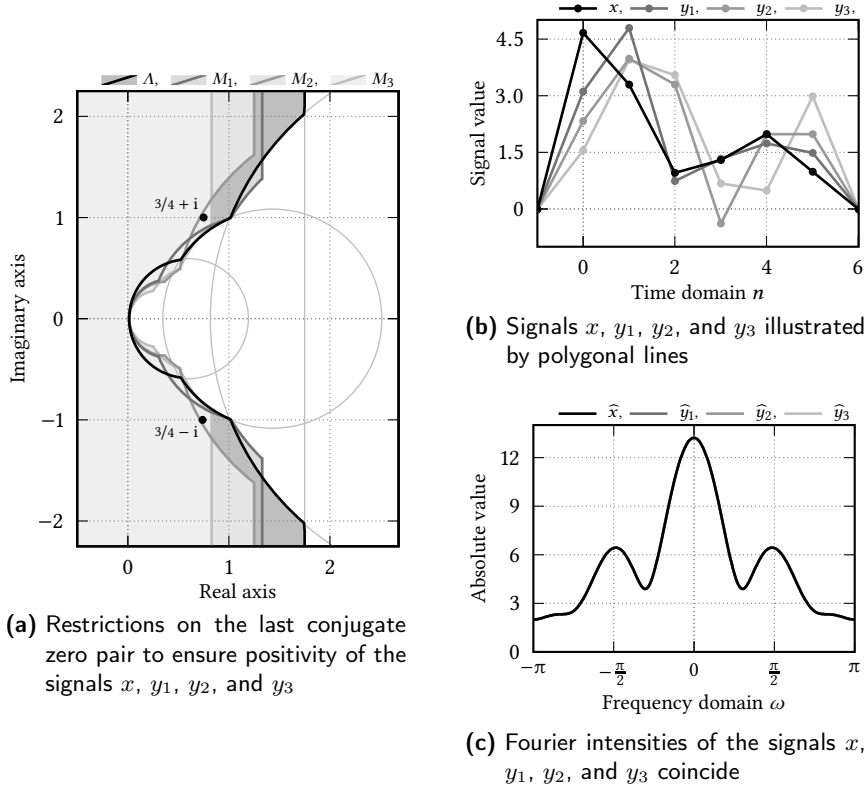 Λ, M₁, M₂, M₃
2
1
0
−1
−2
3/4 + i
3/4 − i
0 1 2
Imaginary axis
Real axis
(a) Restrictions on the last conjugate
zero pair to ensure positivity of the
signals x, y₁, y₂, and y₃
x, y₁, y₂, y₃,
4.5
3.0
1.5
0
Signal value
0 2 4 6
Time domain n
(b) Signals x, y₁, y₂, and y₃ illustrated
by polygonal lines
x̂, ŷ₁, ŷ₂, ŷ₃
12
9
6
3
0
Absolute value
−π −π/2 0 π/2 π
Frequency domain ω
(c) Fourier intensities of the signals x,
y₁, y₂, and y₃ coincide